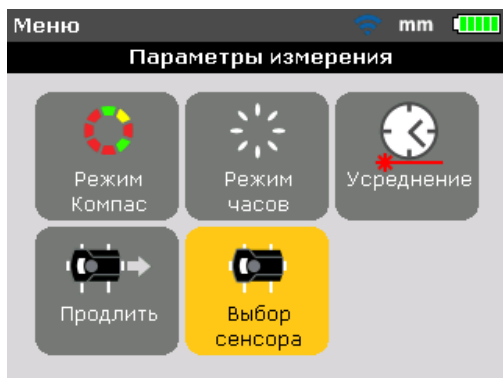 Меню mm
Параметры измерения
Режим
Компас
Режим
часов
Усреднение
Продлить
Выбор
сенсора